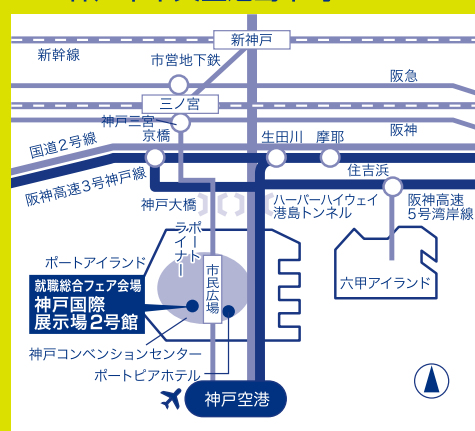 新神戸
新幹線
市営地下鉄
阪急
三ノ宮
神戸三宮
阪神
国道2号線
京橋
生田川
摩耶
住吉浜
阪神高速3号神戸線
神戸大橋
ハーバーハイウェイ
港島トンネル
阪神高速
5号湾岸線
ポートライナー
ポートアイランド
市民広場
六甲アイランド
就職総合フェア会場
神戸国際
展示場2号館
神戸コンベンションセンター
ポートピアホテル
神戸空港